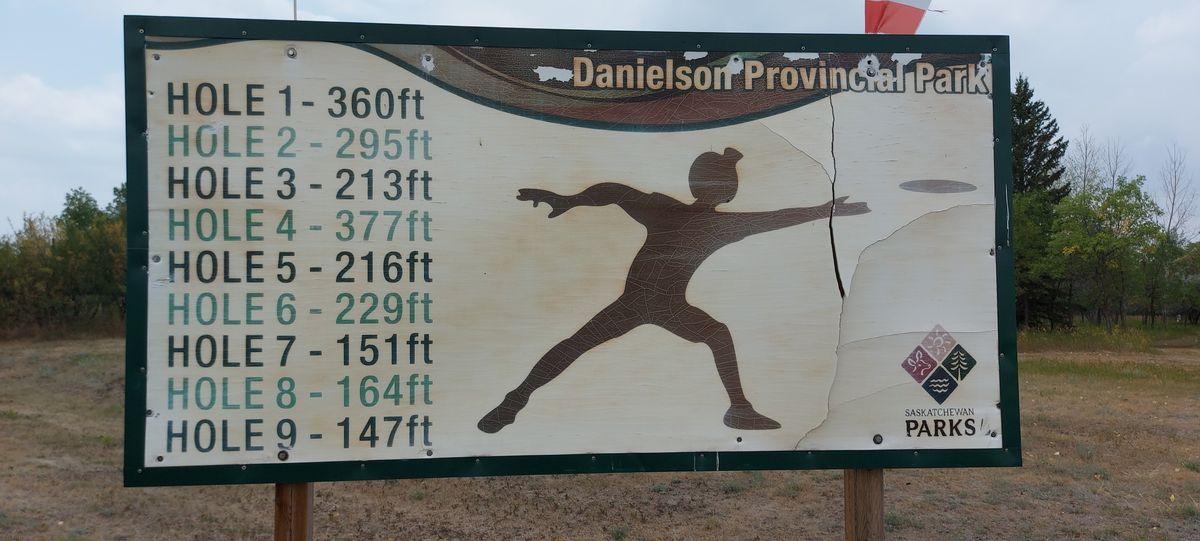 Danielson Provincial Park
HOLE 1 - 360ft
HOLE 2 - 295ft
HOLE 3 - 213ft
HOLE 4 - 377ft
HOLE 5 - 216ft
HOLE 6 - 229ft
HOLE 7 - 151ft
HOLE 8 - 164ft
HOLE 9 - 147ft
SASKATCHEWAN
PARKS